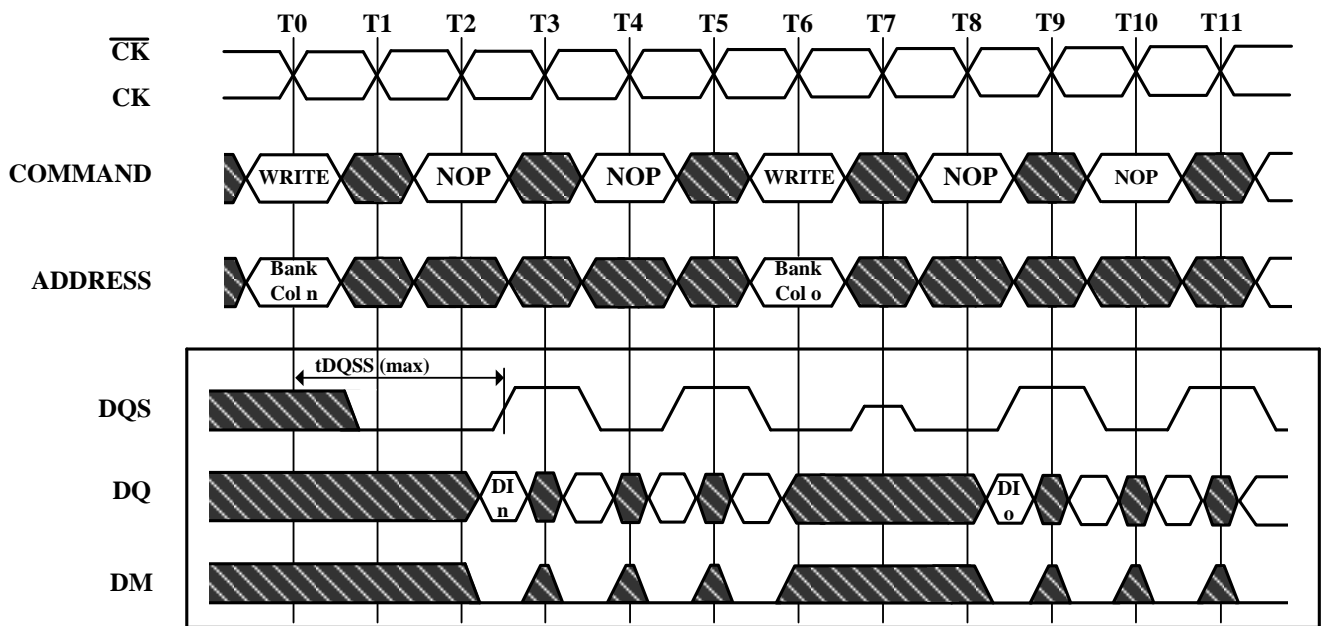 T0 T1 T2 T3 T4 T5 T6 T7 T8 T9 T10 T11
CK
CK
COMMAND WRITE NOP NOP WRITE NOP NOP
ADDRESS
Bank
Col n
Bank
Col o
tDQSS (max)
DQS
DQ
DI
n
DI
o
DM